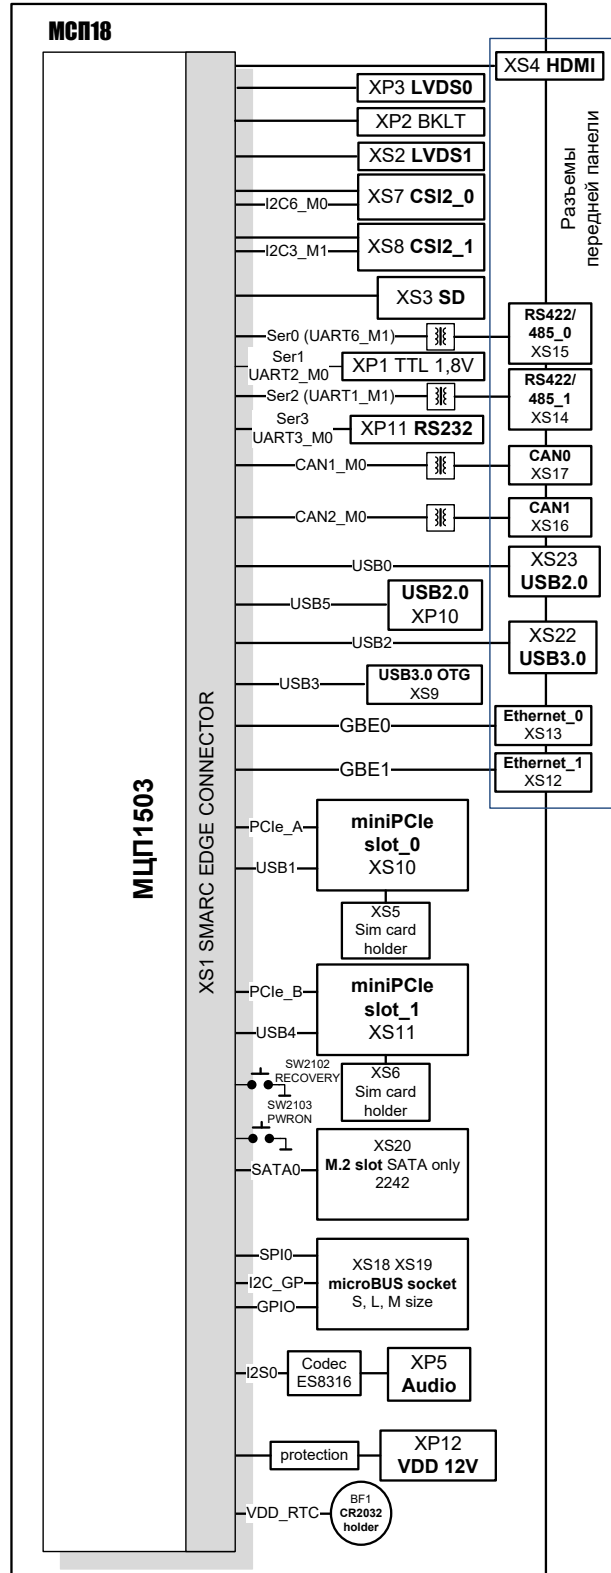 МСП18
XS4 HDMI
XP3 LVDS0
XP2 BKLT
XS2 LVDS1
I2C6_M0
XS7 CSI2_0
I2C3_M1
XS8 CSI2_1
XS3 SD
Разъемы
передней панели
Ser0 (UART6_M1)
RS422/
485_0
XS15
Ser1
UART2_M0
XP1 TTL 1,8V
Ser2 (UART1_M1)
RS422/
485_1
XS14
Ser3
UART3_M0
XP11 RS232
CAN1_M0
CAN0
XS17
CAN2_M0
CAN1
XS16
USB0
XS23
USB2.0
USB5
USB2.0
XP10
USB2
XS22
USB3.0
USB3
USB3.0 OTG
XS9
GBE0
Ethernet_0
XS13
GBE1
Ethernet_1
XS12
МЦП1503
XS1 SMARC EDGE CONNECTOR
PCIe_A
USB1
miniPCIe
slot_0
XS10
XS5
Sim card
holder
PCIe_B
USB4
miniPCIe
slot_1
XS11
XS6
Sim card
holder
SW2102
RECOVERY
SW2103
PWRON
SATA0
XS20
M.2 slot SATA only
2242
SPI0
I2C_GP
GPIO
XS18 XS19
microBUS socket
S, L, M size
I2S0
Codec
ES8316
XP5
Audio
protection
XP12
VDD 12V
VDD_RTC
BF1
CR2032
holder